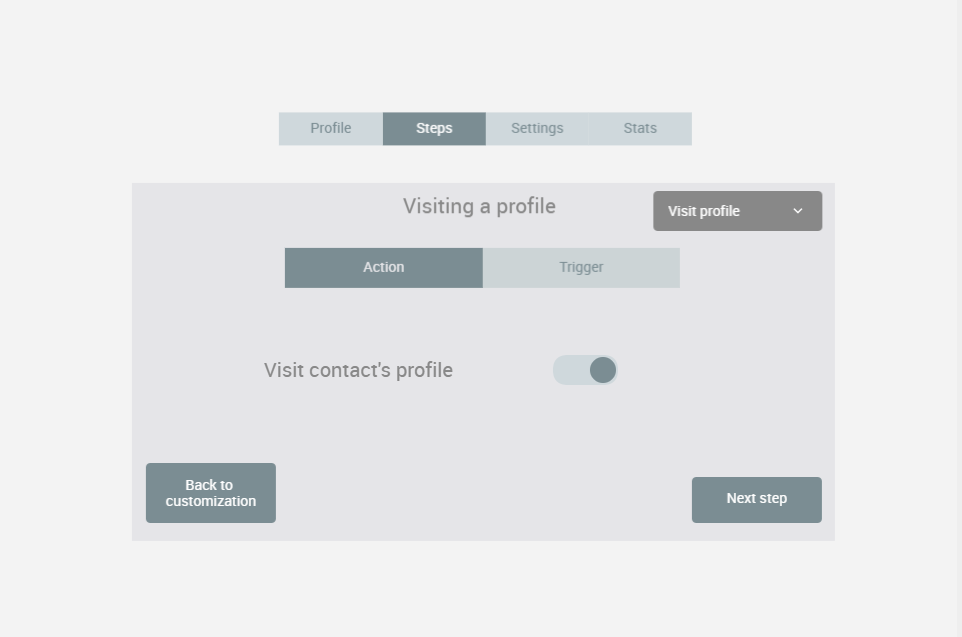 Profile
Steps
Settings
Stats
Visiting a profile
Visit profile
Action
Trigger
Visit contact's profile
Back to
customization
Next step